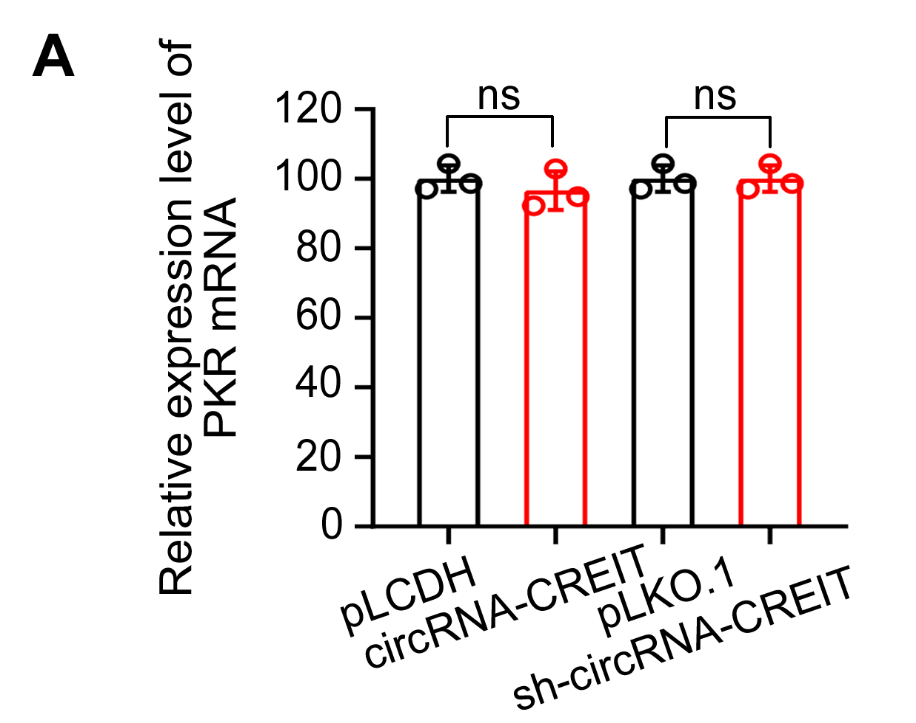 A
Relative expression level of
PKR mRNA
ns
ns
120
100
80
60
40
20
0
pLCDH
circRNA-CREIT
pLKO.1
sh-circRNA-CREIT